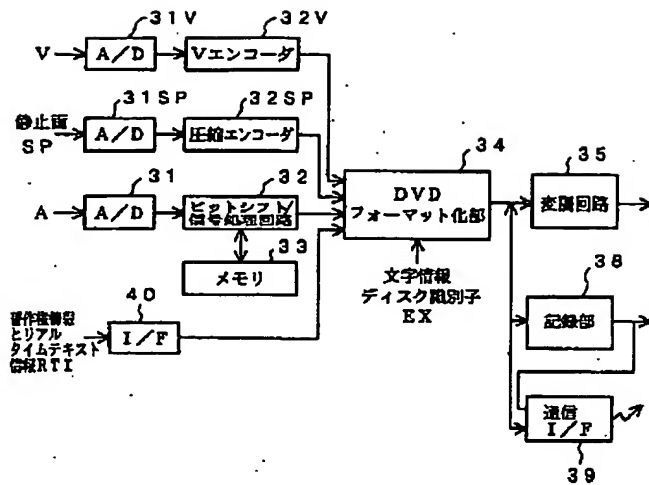 31V
32V
V
A/D
Vエンコーダ
31SP
32SP
静止画
SP
A/D
圧縮エンコーダ
34
35
31
32
A
A/D
ビットシフト/
信号処理回路
DVD
フォーマット化部
変調回路
33
メモリ
文字情報
ディスク識別子
EX
38
記録部
40
著作権情報
とリアル
タイムテキスト
情報RTI
I/F
通信
I/F
39